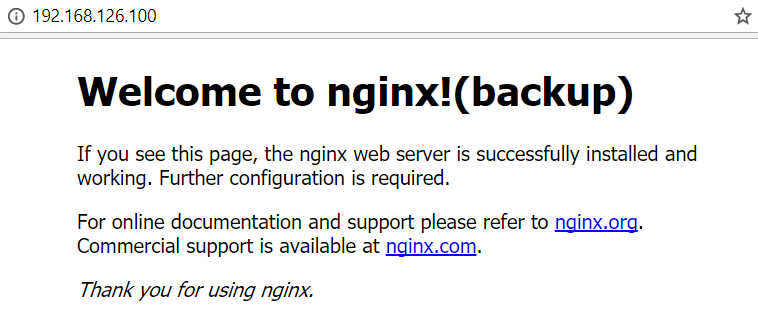 192.168.126.100
Welcome to nginx!(backup)
If you see this page, the nginx web server is successfully installed and
working. Further configuration is required.
For online documentation and support please refer to nginx.org.
Commercial support is available at nginx.com.
Thank you for using nginx.